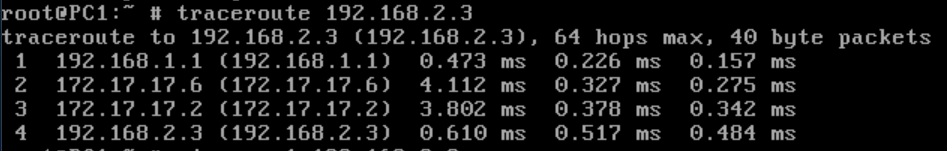 root@PC1:~ # traceroute 192.168.2.3
traceroute to 192.168.2.3 (192.168.2.3), 64 hops max, 40 byte packets
1 192.168.1.1 (192.168.1.1) 0.473 ms 0.226 ms 0.157 ms
2 172.17.17.6 (172.17.17.6) 4.112 ms 0.327 ms 0.275 ms
3 172.17.17.2 (172.17.17.2) 3.802 ms 0.378 ms 0.342 ms
4 192.168.2.3 (192.168.2.3) 0.610 ms 0.517 ms 0.484 ms